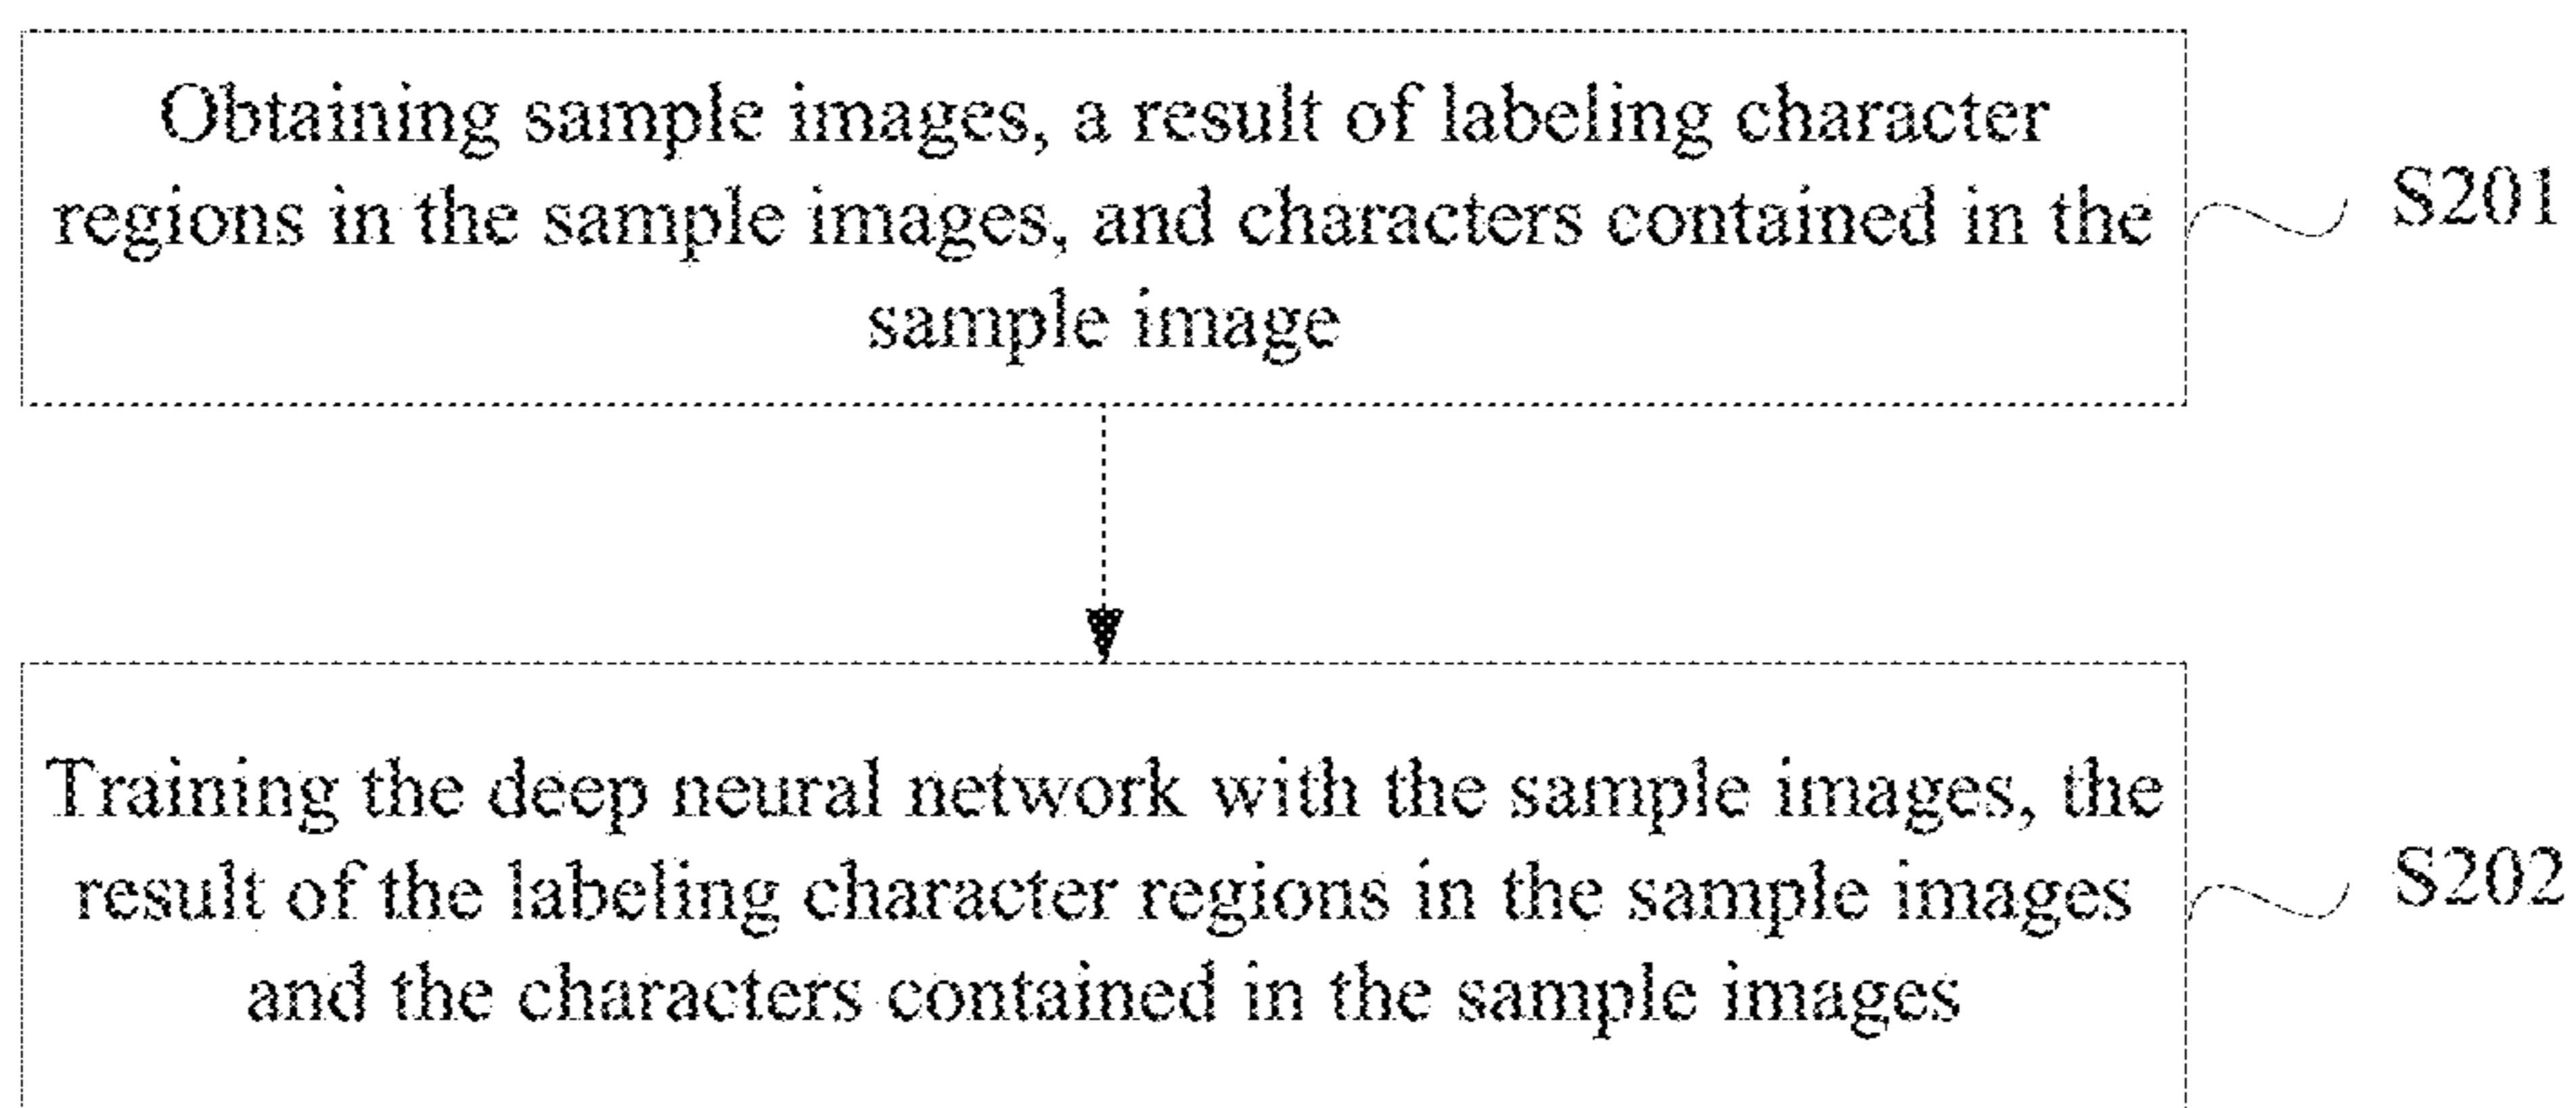 Obtaining sample images, a result of labeling character
regions in the sample images, and characters contained in the
sample image
S201
Training the deep neural network with the sample images, the
result of the labeling character regions in the sample images
and the characters contained in the sample images
S202